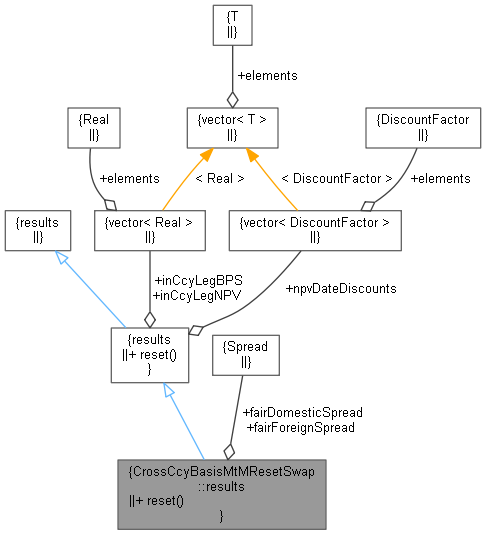 {T
||}
+elements
{Real
||}
{vector< T >
||}
{DiscountFactor
||}
+elements
< Real >
< DiscountFactor >
+elements
{results
||}
{vector< Real >
||}
{vector< DiscountFactor >
||}
+inCcyLegBPS
+inCcyLegNPV
+npvDateDiscounts
{results
||+ reset()
}
{Spread
||}
+fairDomesticSpread
+fairForeignSpread
{CrossCcyBasisMtMResetSwap
::results
||+ reset()
}